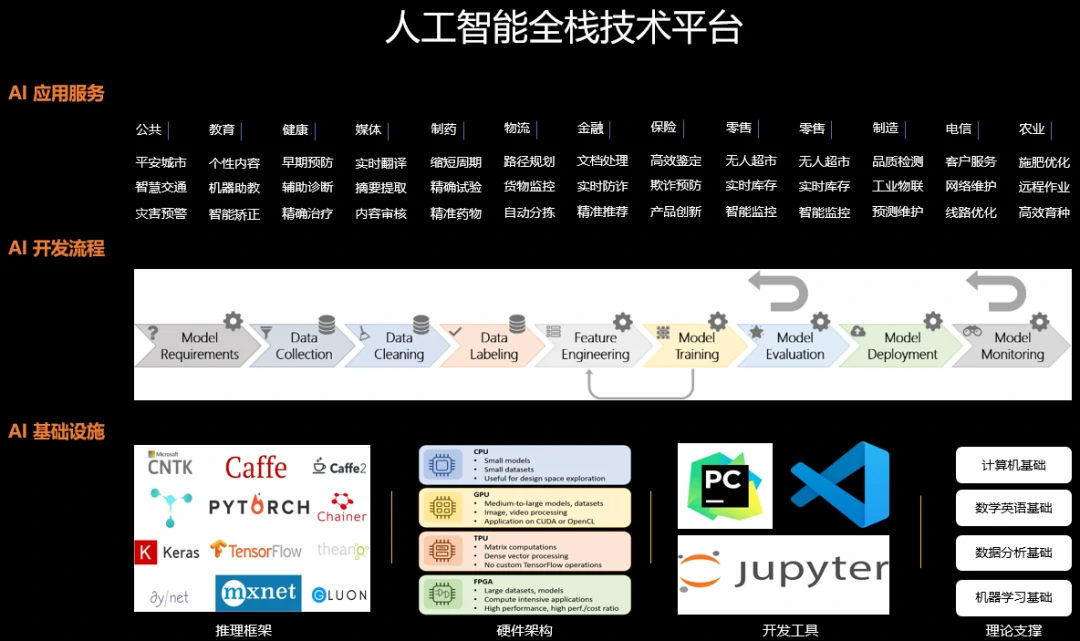 人工智能全栈技术平台
AI 应用服务
公共 教育 健康 媒体 制药 物流 金融 保险 零售 零售 制造 电信 农业
平安城市 个性内容 早期预防 实时翻译 缩短周期 路径规划 文档处理 高效鉴定 无人超市 无人超市 品质检测 客户服务 施肥优化
智慧交通 机器助教 辅助诊断 摘要提取 精确试验 货物监控 实时防诈 欺诈预防 实时库存 实时库存 工业物联 网络维护 远程作业
灾害预警 智能矫正 精确治疗 内容审核 精准药物 自动分拣 精准推荐 产品创新 智能监控 智能监控 预测维护 线路优化 高效育种
AI 开发流程
Model Requirements
Data Collection
Data Cleaning
Data Labeling
Feature Engineering
Model Training
Model Evaluation
Model Deployment
Model Monitoring
AI 基础设施
Microsoft
CNTK
Caffe
Caffe2
PYTORCH
Chainer
K Keras
TensorFlow
theano
dy/net
mxnet
GLUON
推理框架
CPU
• Small models
• Small datasets
• Useful for design space exploration
GPU
• Medium-to-large models, datasets
• Image, video processing
• Application on CUDA or OpenCL
TPU
• Matrix computations
• Dense vector processing
• No custom TensorFlow operations
FPGA
• Large datasets, models
• Compute intensive applications
• High performance, high perf./cost ratio
硬件架构
PC
jupyter
开发工具
计算机基础
数学英语基础
数据分析基础
机器学习基础
理论支撑